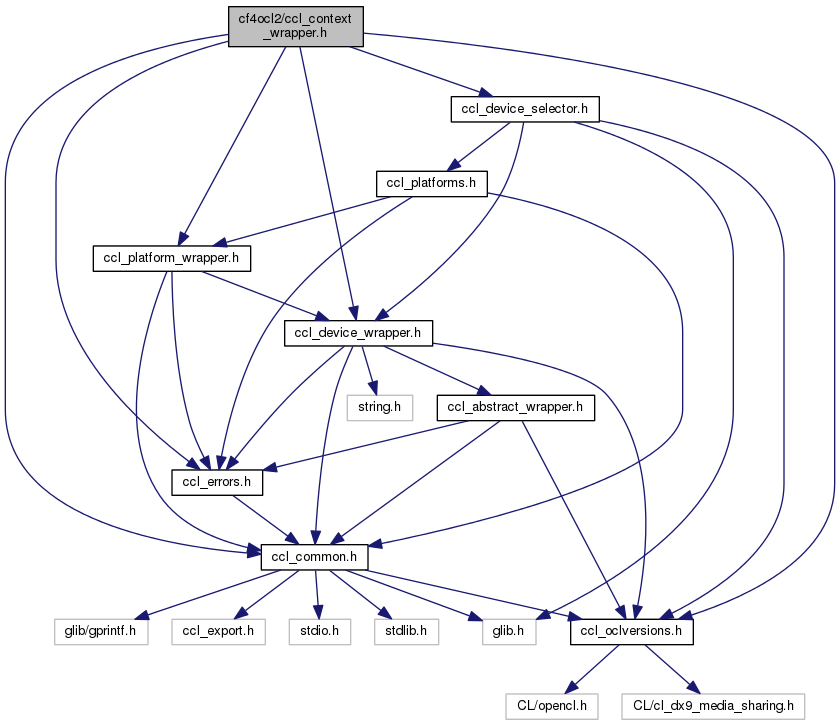 cf4ocl2/ccl_context
_wrapper.h
ccl_device_selector.h
ccl_platforms.h
ccl_platform_wrapper.h
ccl_device_wrapper.h
string.h
ccl_abstract_wrapper.h
ccl_errors.h
ccl_common.h
glib/gprintf.h
ccl_export.h
stdio.h
stdlib.h
glib.h
ccl_oclversions.h
CL/opencl.h
CL/cl_dx9_media_sharing.h